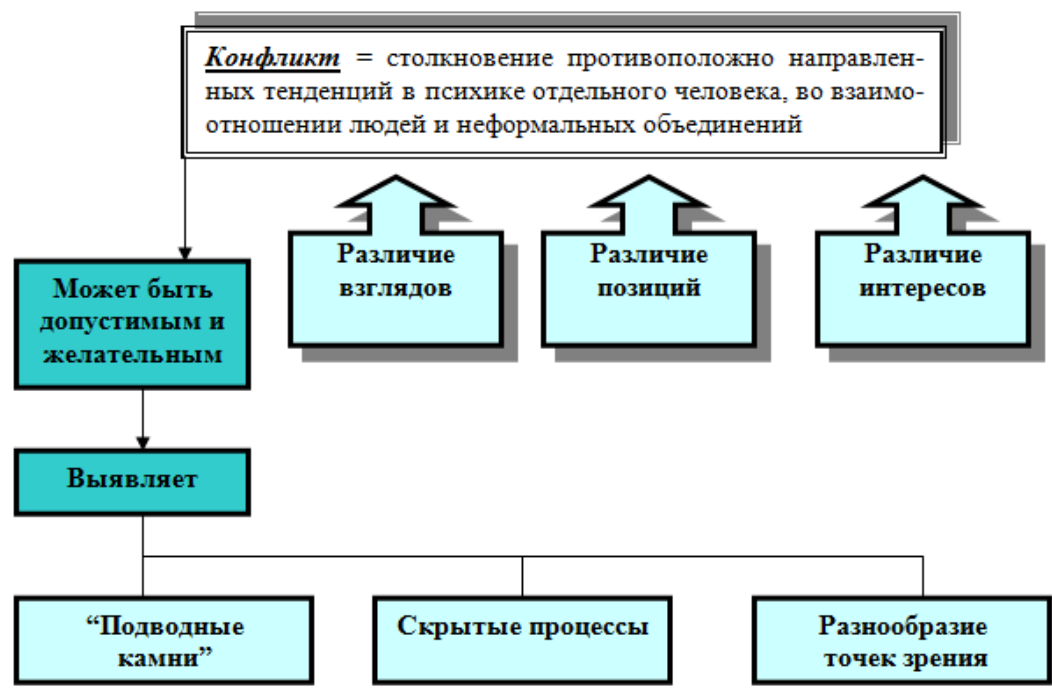 Конфликт = столкновение противоположно направлен-
ных тенденций в психике отдельного человека, во взаимо-
отношении людей и неформальных объединений
Различие
взглядов
Различие
позиций
Различие
интересов
Может быть
допустимым и
желательным
Выявляет
“Подводные
камни”
Скрытые процессы
Разнообразие
точек зрения